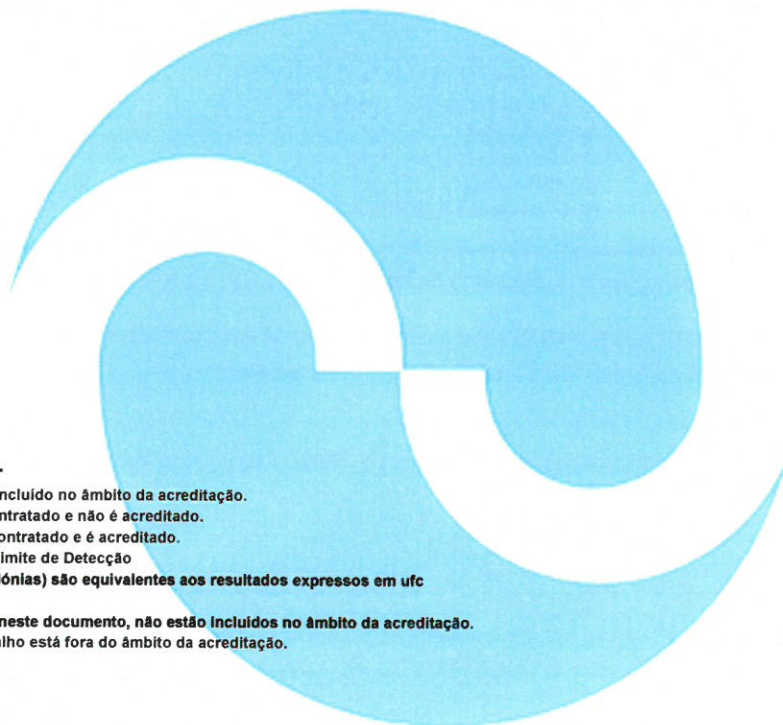 .
ncluído no âmbito da acreditação.
ntratado e não é acreditado.
ontratado e é acreditado.
imite de Detecção
ónias) são equivalentes aos resultados expressos em ufc
neste documento, não estão incluídos no âmbito da acreditação.
lho está fora do âmbito da acreditação.